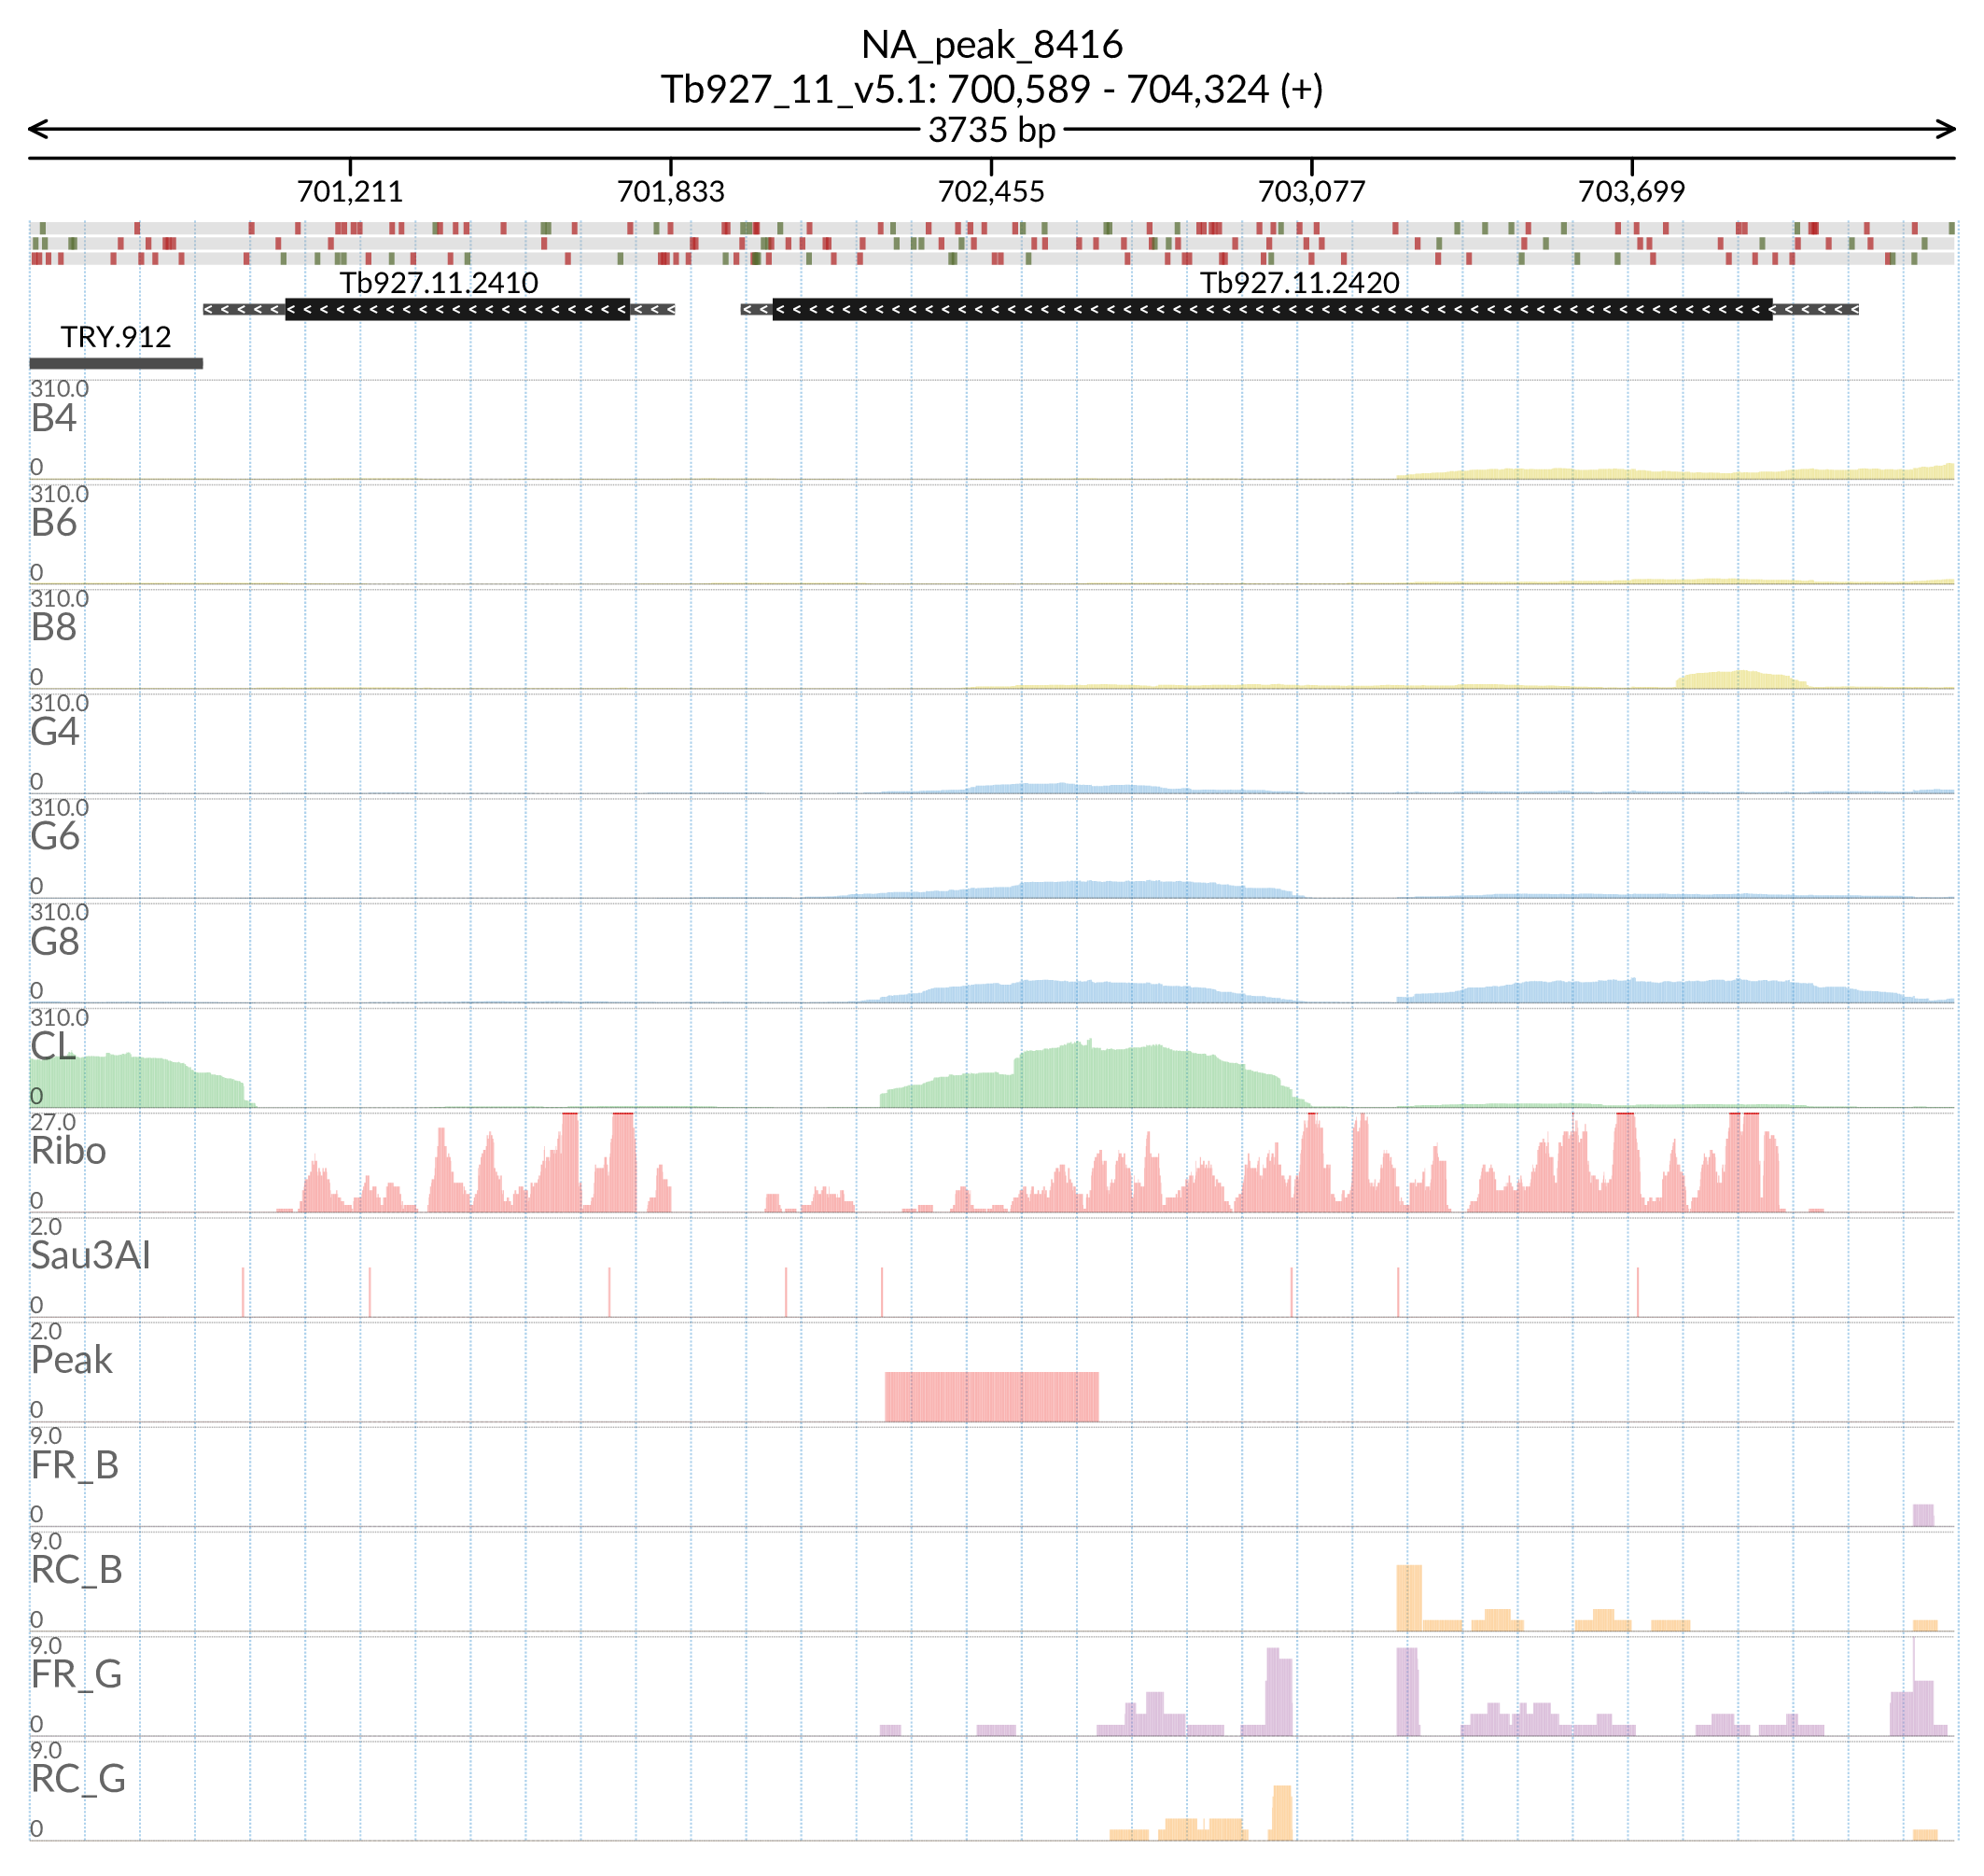 NA_peak_8416
Tb927_11_v5.1: 700,589 - 704,324 (+)
3735 bp
701,211 701,833 702,455 703,077 703,699
Tb927.11.2410 Tb927.11.2420
TRY.912
310.0
B4
0
310.0
B6
0
310.0
B8
0
310.0
G4
0
310.0
G6
0
310.0
G8
0
310.0
CL
0
27.0
Ribo
0
2.0
Sau3AI
0
2.0
Peak
0
9.0
FR_B
0
9.0
RC_B
0
9.0
FR_G
0
9.0
RC_G
0